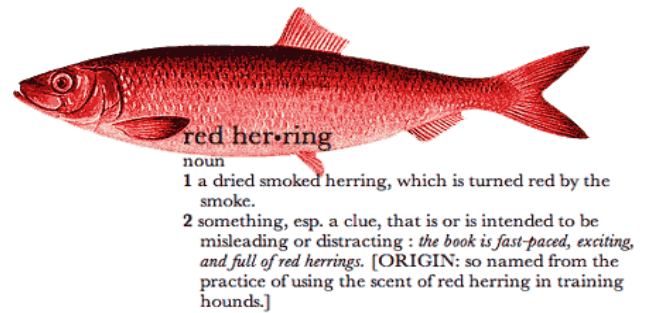 red her•ring
noun
1 a dried smoked herring, which is turned red by the
smoke.
2 something, esp. a clue, that is or is intended to be
misleading or distracting : the book is fast-paced, exciting,
and full of red herrings. [ORIGIN: so named from the
practice of using the scent of red herring in training
hounds.]